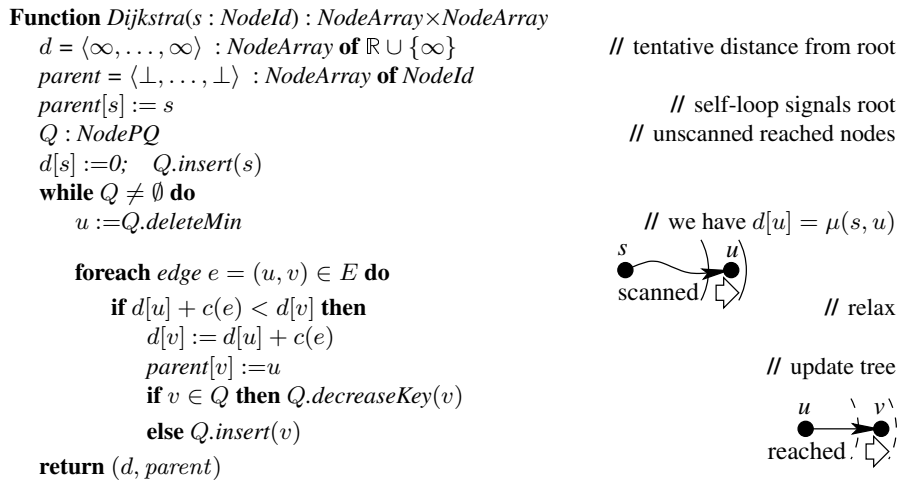 Function Dijkstra(s : NodeId) : NodeArray×NodeArray
d = ⟨∞, . . . , ∞⟩ : NodeArray of ℝ ∪ {∞} // tentative distance from root
parent = ⟨⊥, . . . , ⊥⟩ : NodeArray of NodeId
parent[s] := s // self-loop signals root
Q : NodePQ // unscanned reached nodes
d[s] :=0; Q.insert(s)
while Q ≠ ∅ do
u :=Q.deleteMin // we have d[u] = μ(s, u)
s u
foreach edge e = (u, v) ∈ E do
scanned
if d[u] + c(e) < d[v] then // relax
d[v] := d[u] + c(e)
parent[v] :=u // update tree
if v ∈ Q then Q.decreaseKey(v)
u v
else Q.insert(v)
reached
return (d, parent)